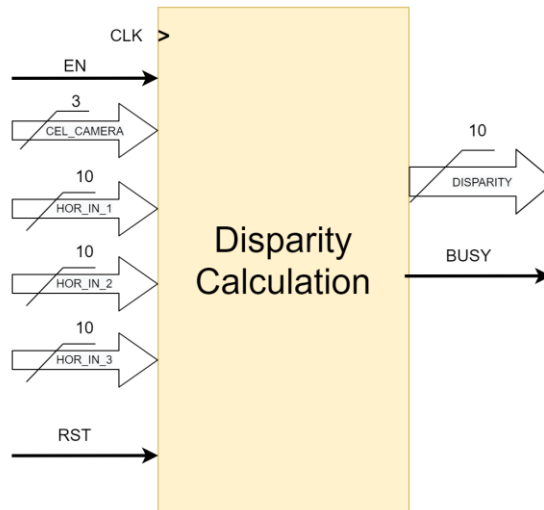 CLK >
EN
3
CEL_CAMERA
10
HOR_IN_1
10
HOR_IN_2
10
HOR_IN_3
RST
Disparity
Calculation
10
DISPARITY
BUSY